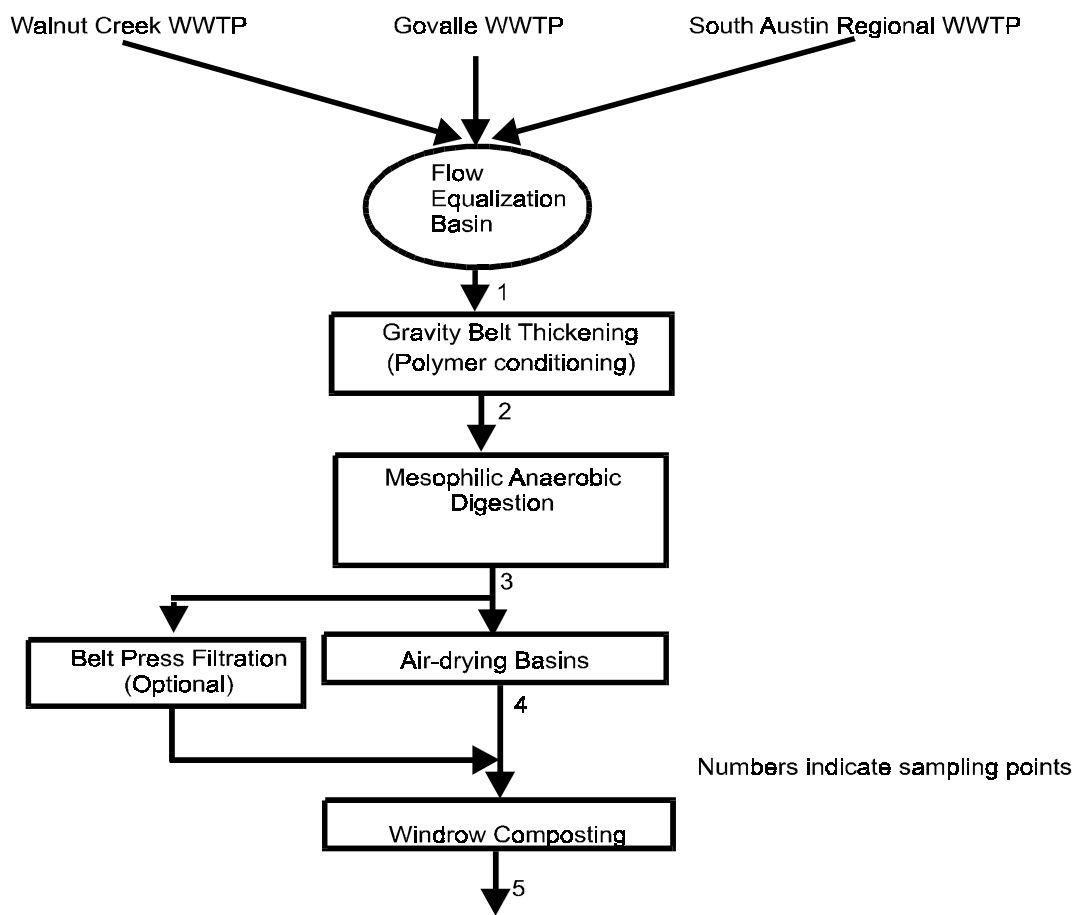 Walnut Creek WWTP
Govalle WWTP
South Austin Regional WWTP
Flow
Equalization
Basin
1
Gravity Belt Thickening
(Polymer conditioning)
2
Mesophilic Anaerobic
Digestion
3
Belt Press Filtration
(Optional)
Air-drying Basins
4
Numbers indicate sampling points
Windrow Composting
5